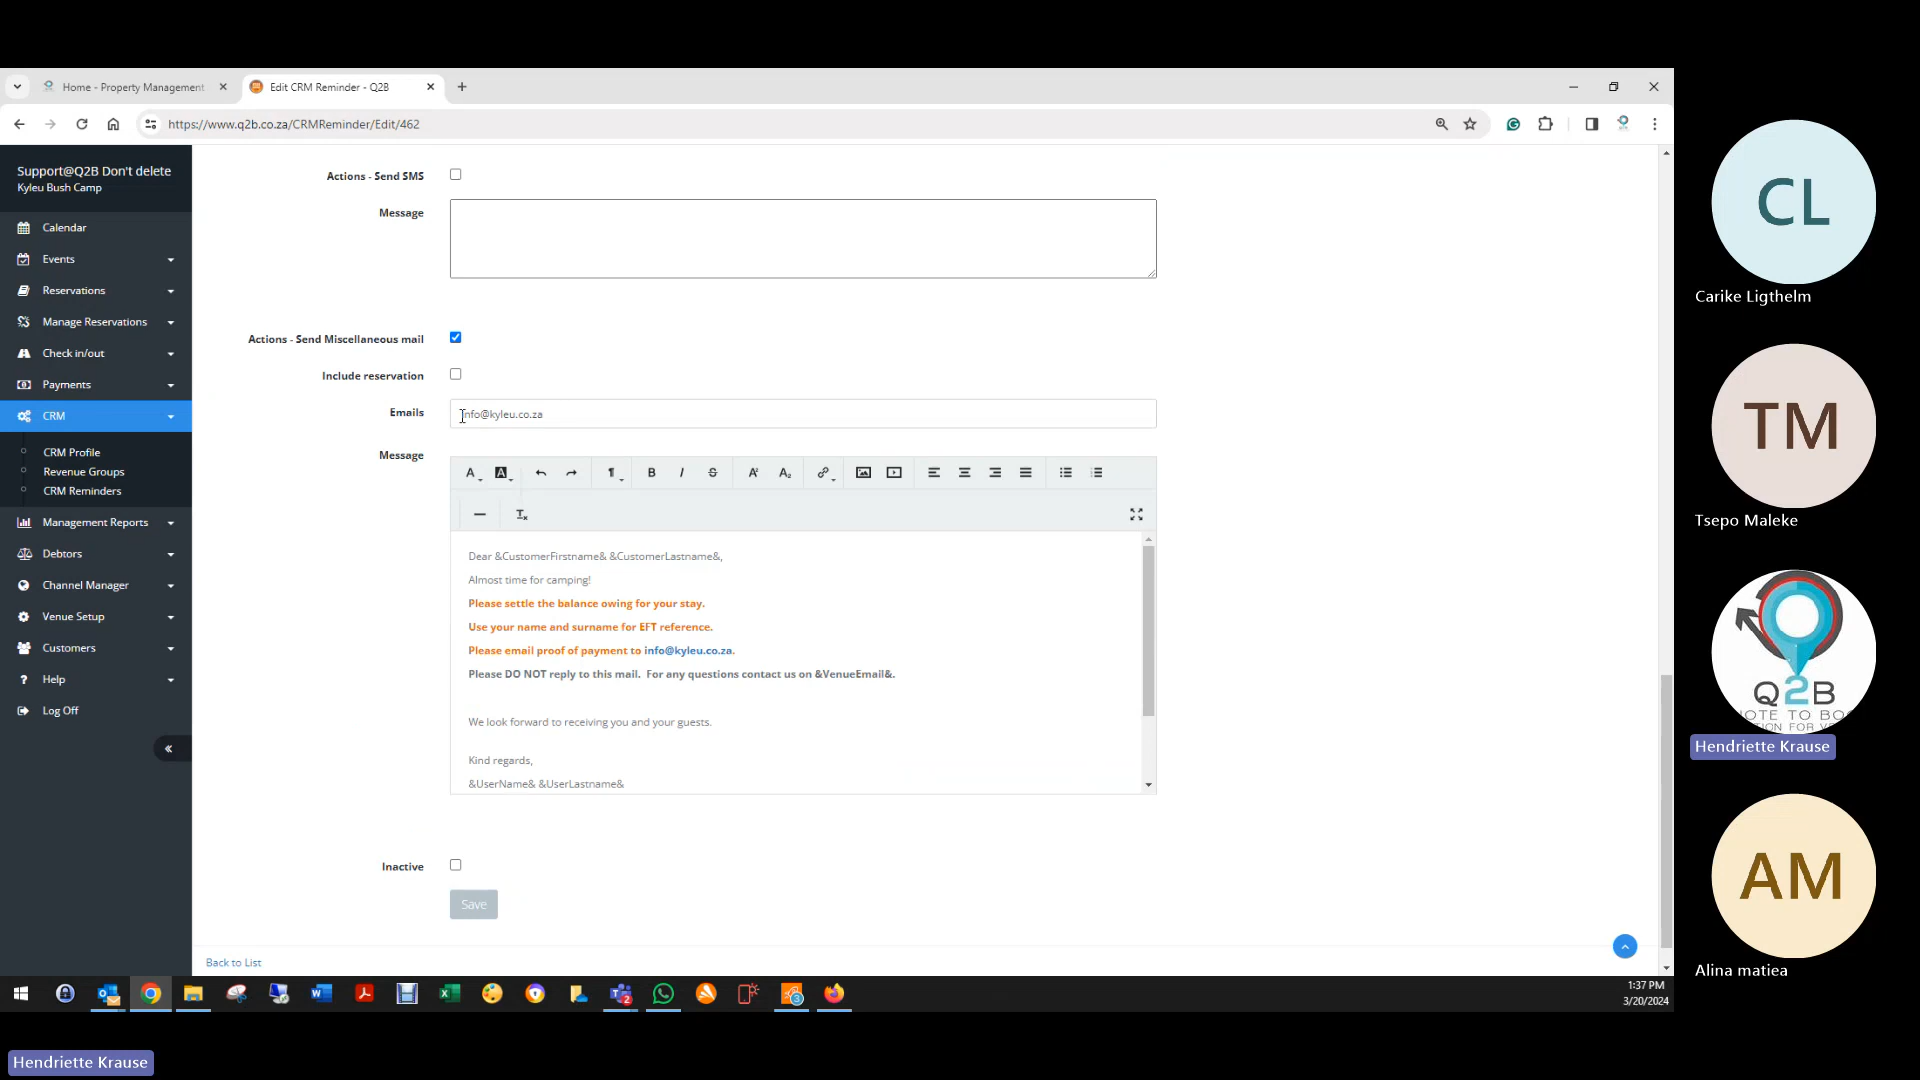 Home - Property Management
Edit CRM Reminder - Q2B
https://www.q2b.co.za/CRMReminder/Edit/462
Support@Q2B Don't delete
Kyleu Bush Camp
Calendar
Events
Reservations
Manage Reservations
Check in/out
Payments
CRM
CRM Profile
Revenue Groups
CRM Reminders
Management Reports
Debtors
Channel Manager
Venue Setup
Customers
Help
Log Off
Actions - Send SMS
Message
Actions - Send Miscellaneous mail
Include reservation
Emails
info@kyleu.co.za
Message
Dear &CustomerFirstname& &CustomerLastname&,
Almost time for camping!
Please settle the balance owing for your stay.
Use your name and surname for EFT reference.
Please email proof of payment to info@kyleu.co.za.
Please DO NOT reply to this mail.  For any questions contact us on &VenueEmail&.
We look forward to receiving you and your guests.
Kind regards,
&UserName& &UserLastname&
Inactive
Save
Back to List
1:37 PM
3/20/2024
CL
Carike Ligthelm
TM
Tsepo Maleke
Q2B
Hendriette Krause
AM
Alina matiea
Hendriette Krause